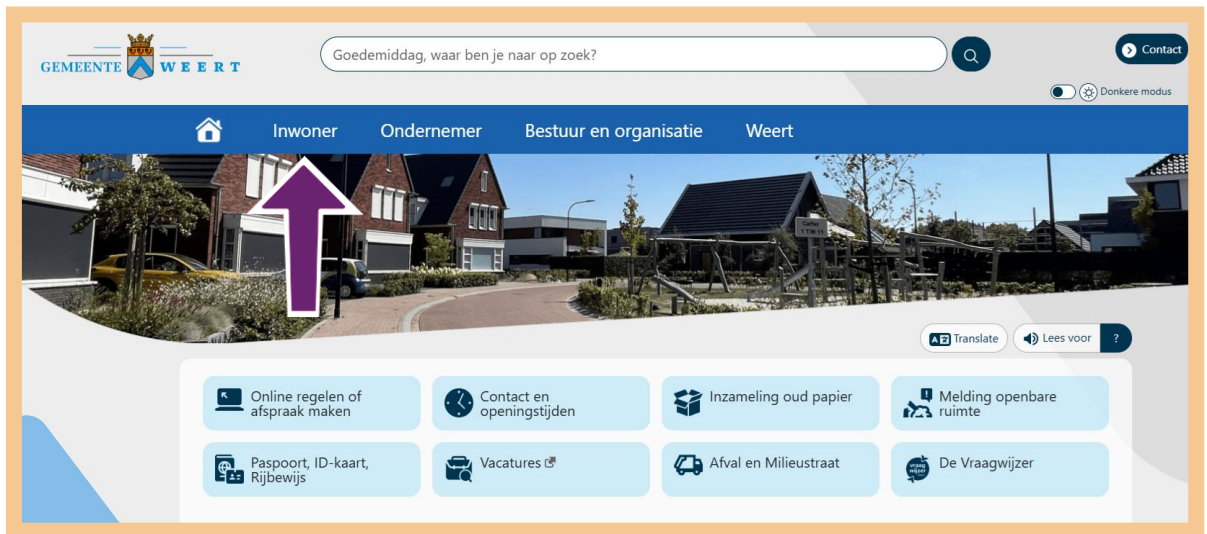 GEMEENTE WEERT
Goedemiddag, waar ben je naar op zoek?
Contact
Donkere modus
Inwoner Ondernemer Bestuur en organisatie Weert
Translate Lees voor ?
Online regelen of
afspraak maken
Contact en
openingstijden
Inzameling oud papier
Melding openbare
ruimte
Paspoort, ID-kaart,
Rijbewijs
Vacatures
Afval en Milieustraat
vraag
wijzer
De Vraagwijzer